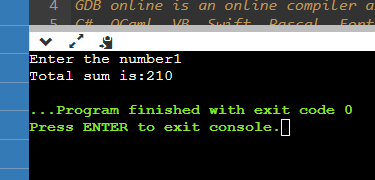 4 GDB online is an online compiler a
5 C#, OCaml, VB, Swift, Pascal, Fort
Enter the number1
Total sum is:210
...Program finished with exit code 0
Press ENTER to exit console.